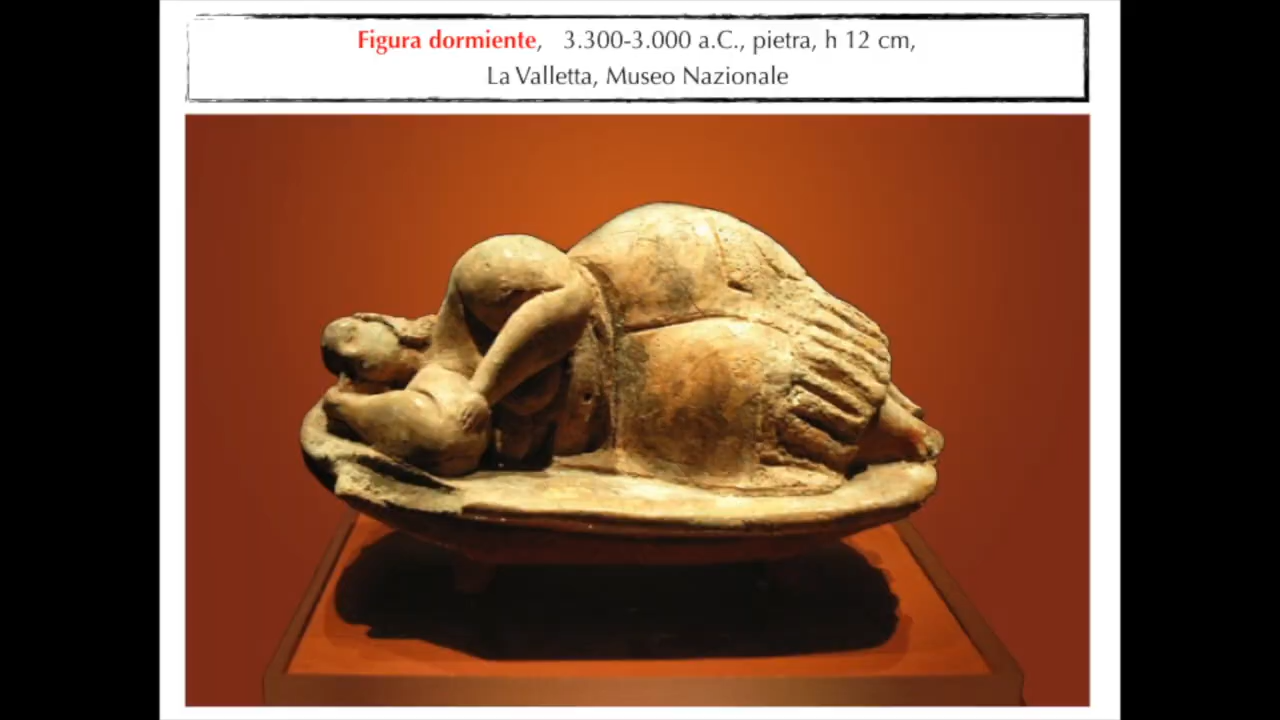 Figura dormiente, 3.300-3.000 a.C., pietra, h 12 cm,
La Valletta, Museo Nazionale